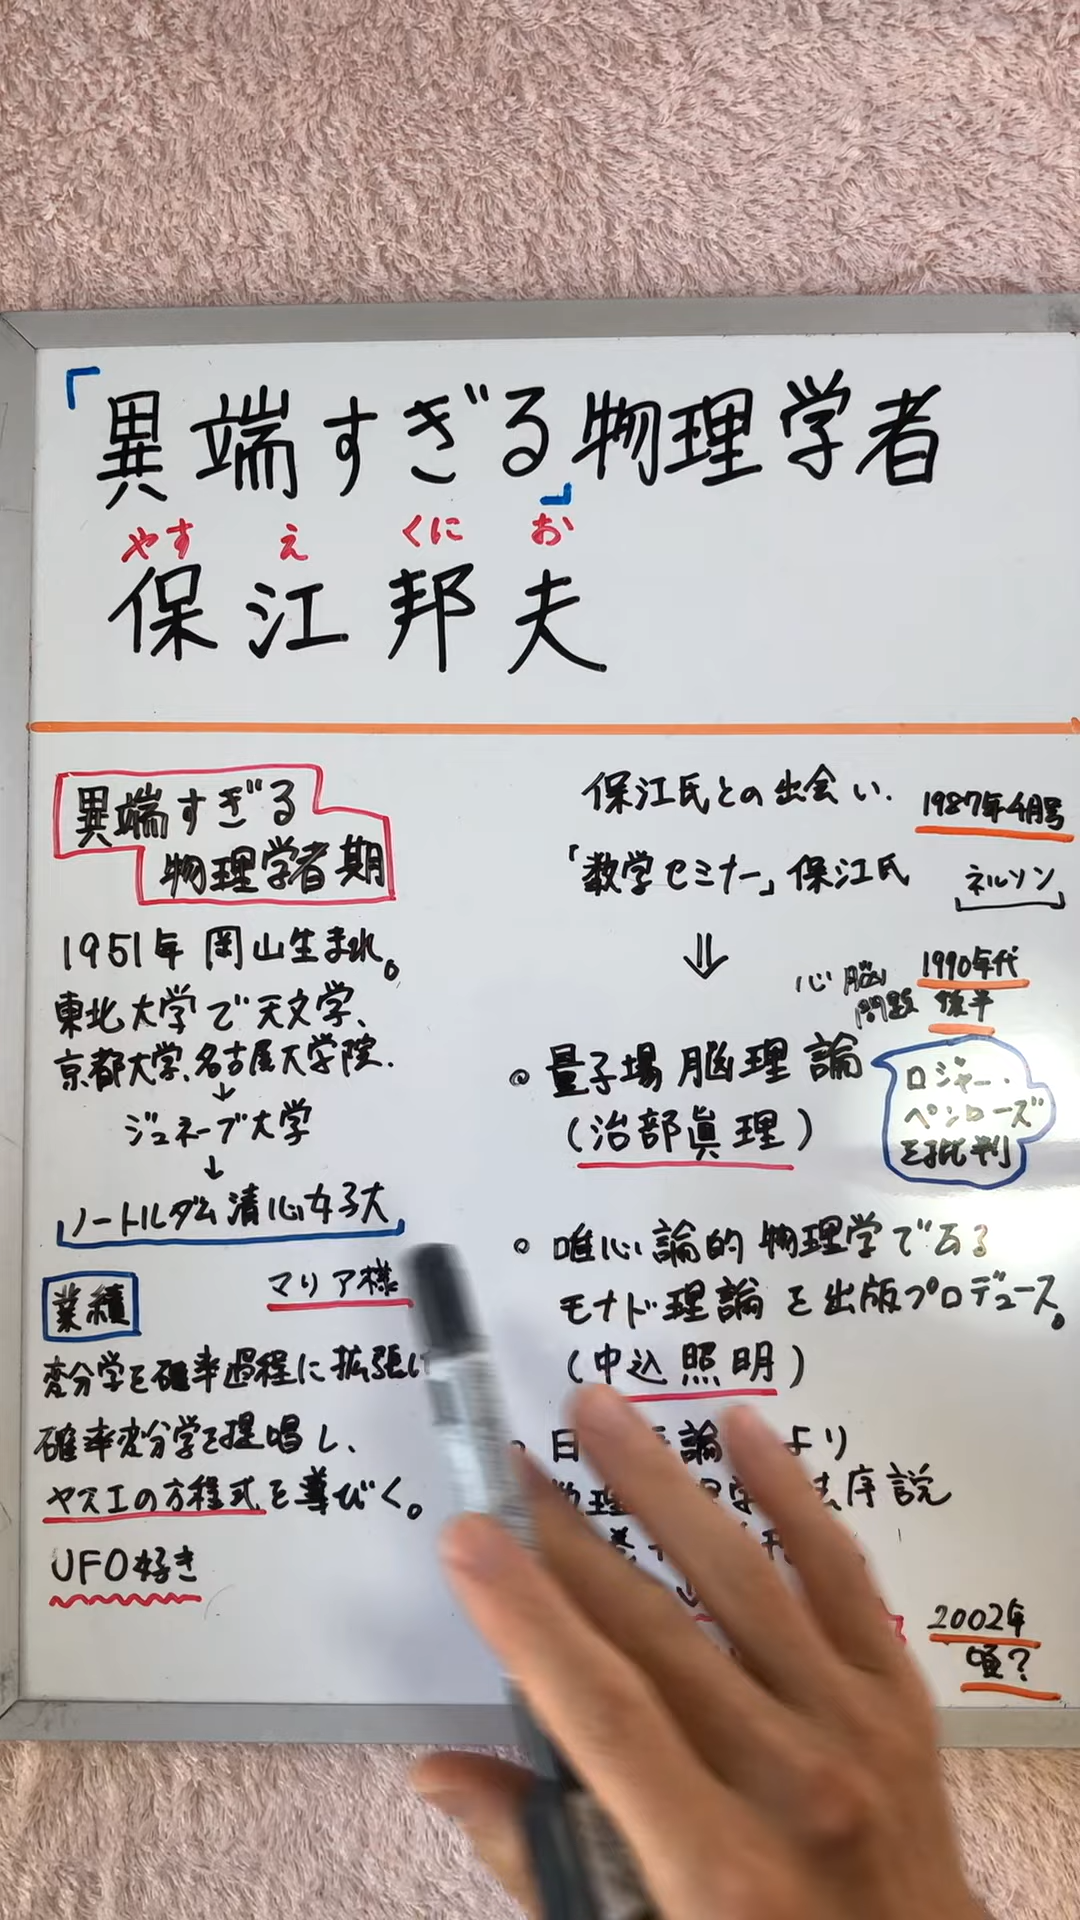 「異端すぎる物理学者」
やす え くに お
保江邦夫
異端すぎる
物理学者期
1951年 岡山生まれ。
東北大学で天文学、
京都大学、名古屋大学院.
↓
ジュネーブ大学
↓
ノートルダム清心女子大
マリア様
業績
変分学を確率過程に拡張し
確率変分学を提唱し、
ヤスエの方程式を導びく。
UFO好き
保江氏との出会い. 1987年4月号
「数学セミナー」保江氏 ネルソン
⇓
心脳問題 1990年代後半
○ 量子場脳理論
(治部眞理)
ロジャー・
ペンローズ
を批判
○ 唯心論的物理学である
モナド理論を出版プロデュース。
(中込照明)
日 論 より
序説
↓
2002年
頃?